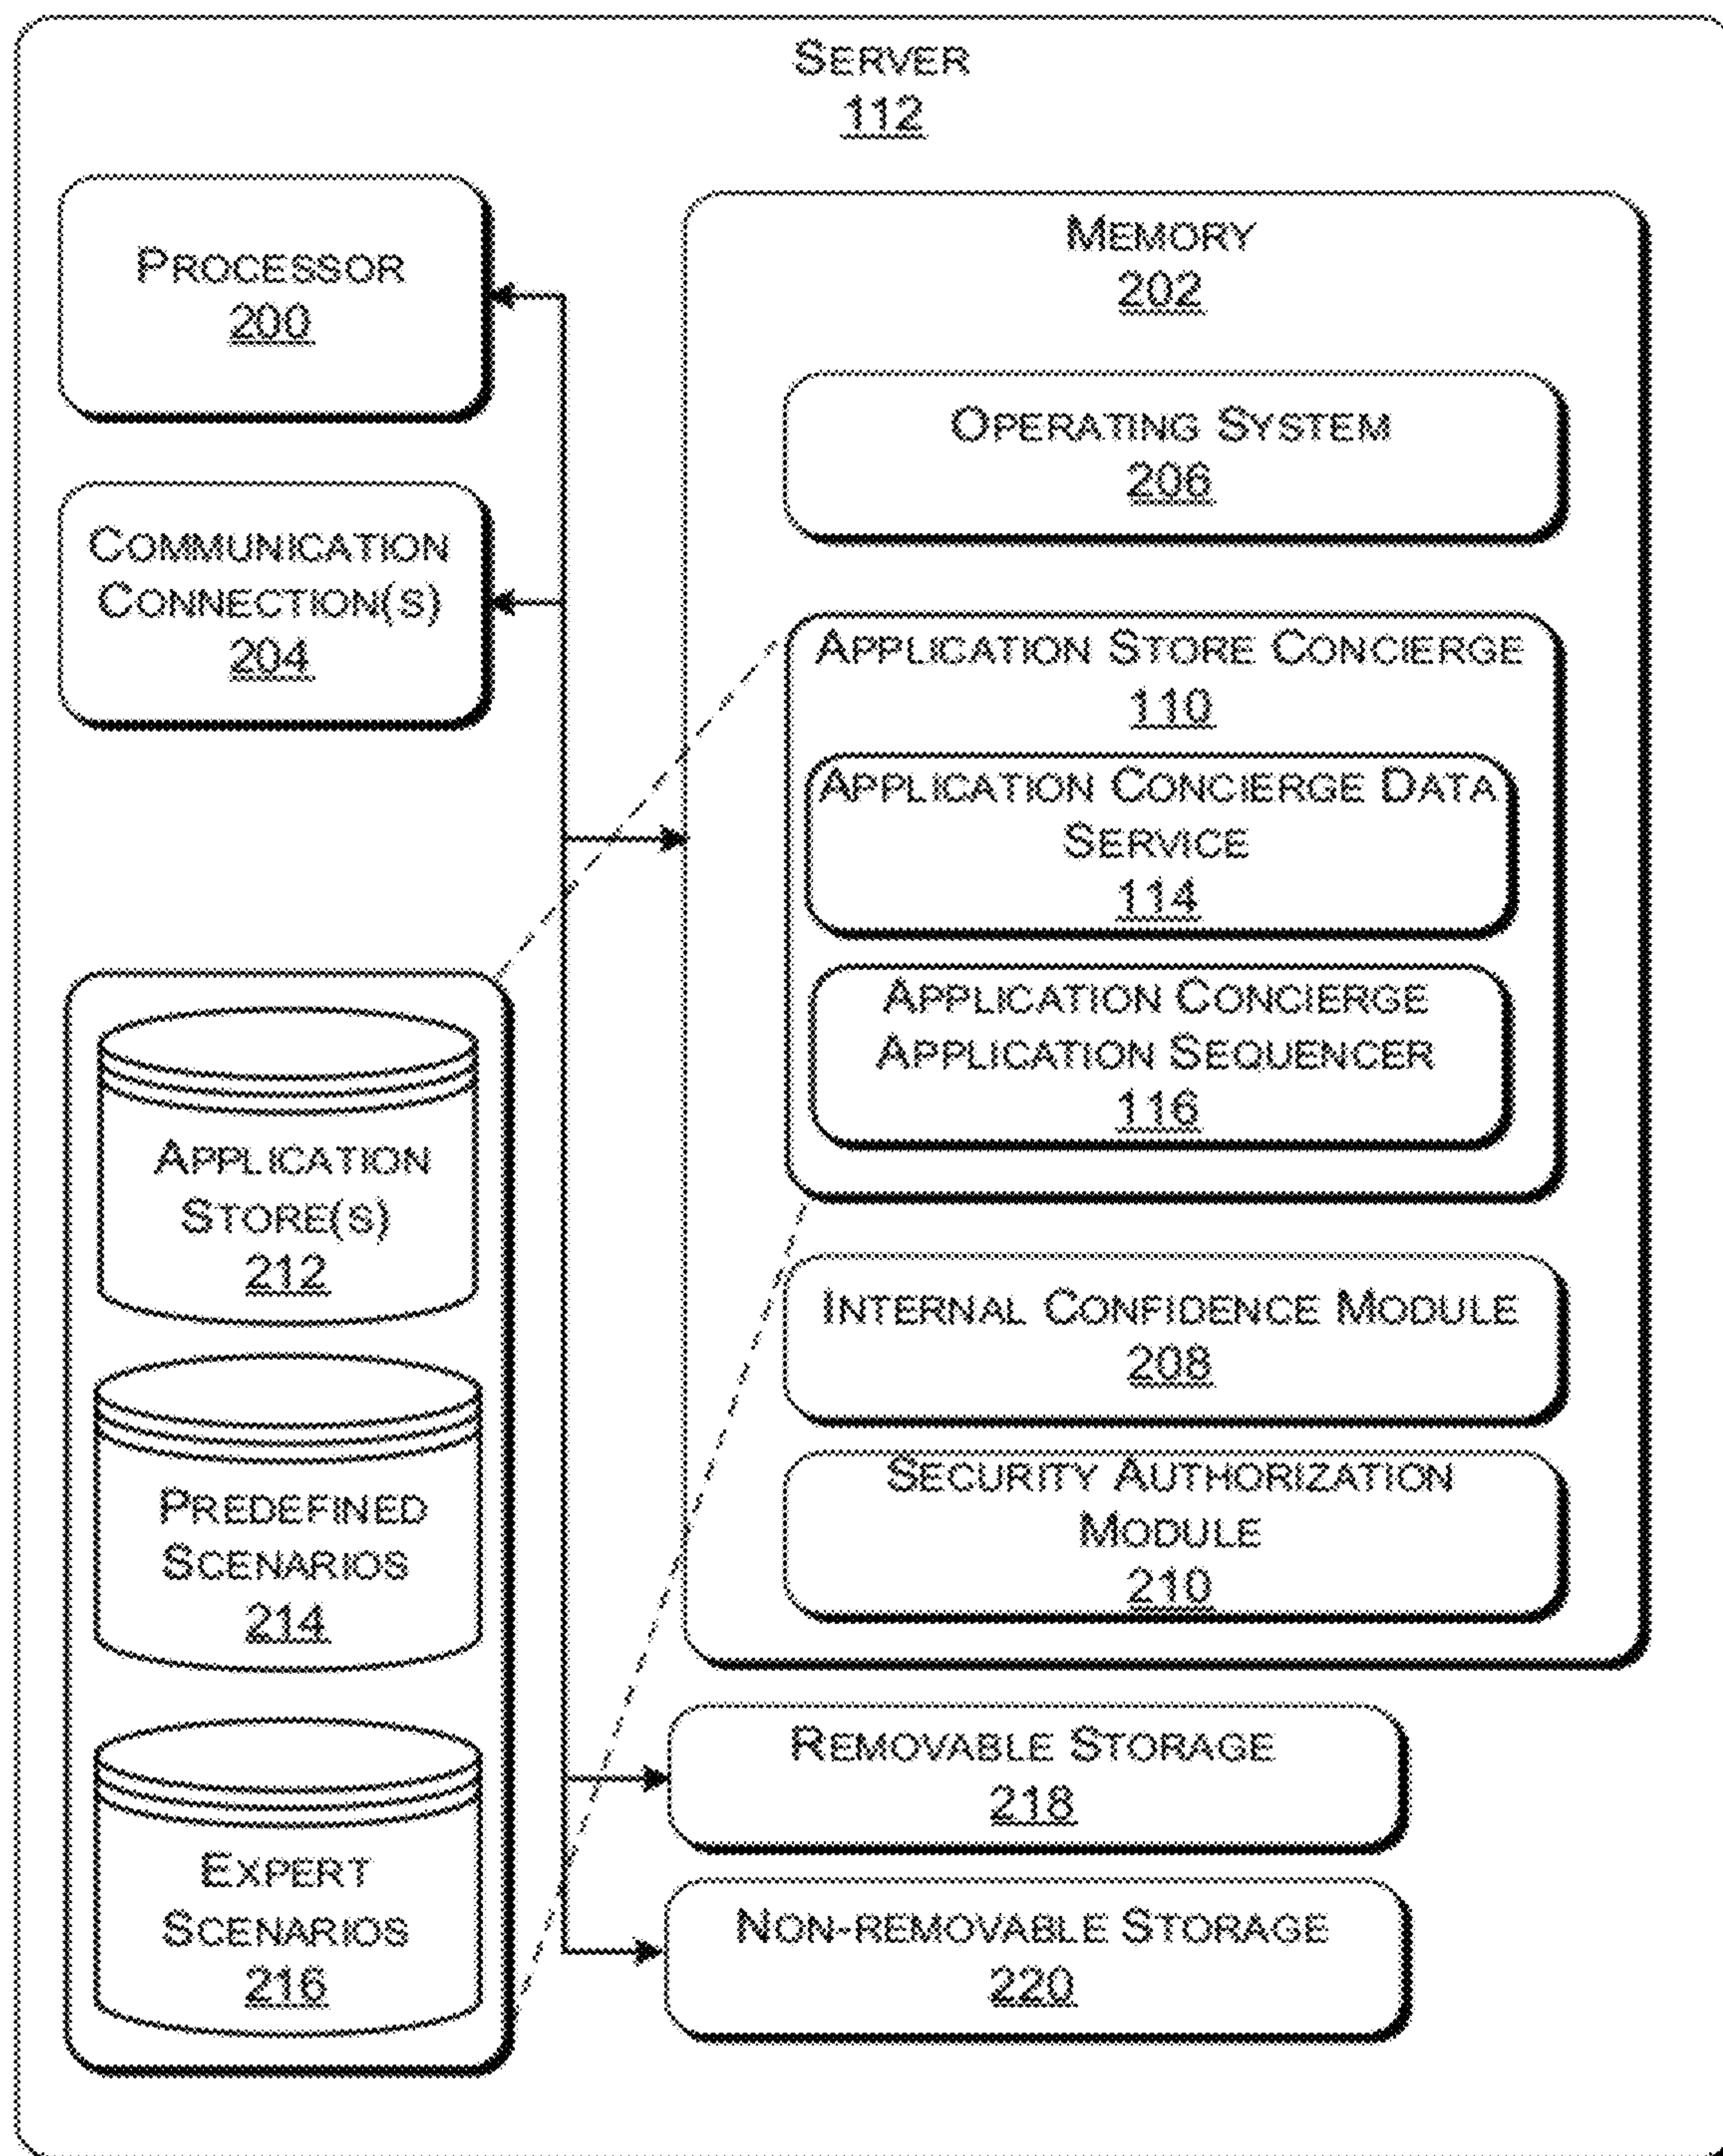 SERVER
112
PROCESSOR
200
COMMUNICATION
CONNECTION(S)
204
MEMORY
202
OPERATING SYSTEM
206
APPLICATION STORE CONCIERGE
110
APPLICATION CONCIERGE DATA
SERVICE
114
APPLICATION CONCIERGE
APPLICATION SEQUENCER
116
INTERNAL CONFIDENCE MODULE
208
SECURITY AUTHORIZATION
MODULE
210
APPLICATION
STORE(S)
212
PREDEFINED
SCENARIOS
214
EXPERT
SCENARIOS
216
REMOVABLE STORAGE
218
NON-REMOVABLE STORAGE
220